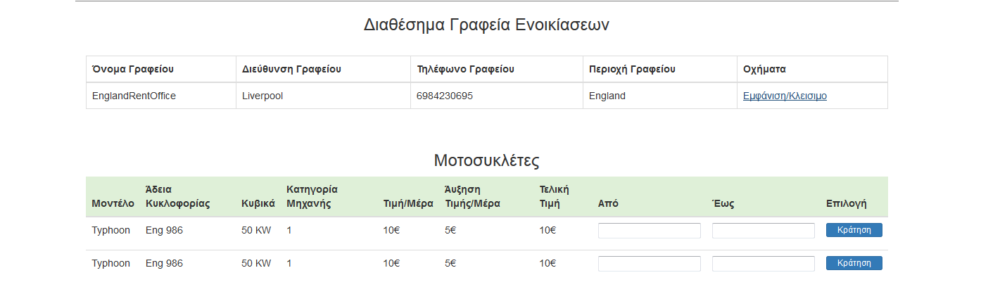 Διαθέσημα Γραφεία Ενοικίασεων
Όνομα Γραφείου Διεύθυνση Γραφείου Τηλέφωνο Γραφείου Περιοχή Γραφείου Οχήματα
EnglandRentOffice Liverpool 6984230695 England Εμφάνιση/Κλεισιμο
Μοτοσυκλέτες
Μοντέλο Άδεια Κυκλοφορίας Κυβικά Κατηγορία Μηχανής Τιμή/Μέρα Άυξηση Τιμής/Μέρα Τελική Τιμή Από Έως Επιλογή
Typhoon Eng 986 50 KW 1 10€ 5€ 10€ Κράτηση
Typhoon Eng 986 50 KW 1 10€ 5€ 10€ Κράτηση